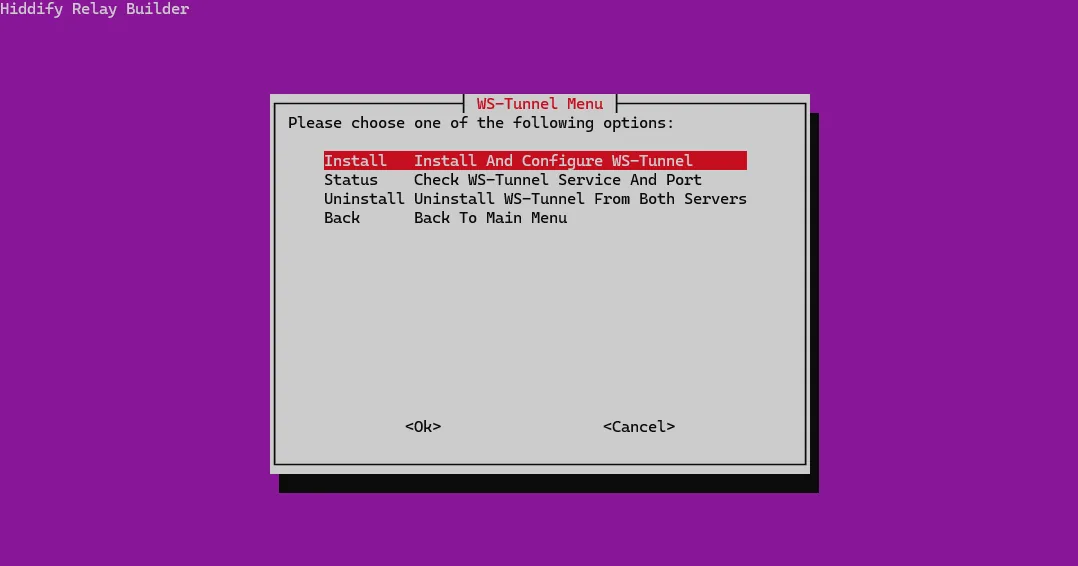 Hiddify Relay Builder
WS-Tunnel Menu
Please choose one of the following options:
Install Install And Configure WS-Tunnel
Status Check WS-Tunnel Service And Port
Uninstall Uninstall WS-Tunnel From Both Servers
Back Back To Main Menu
<Ok> <Cancel>